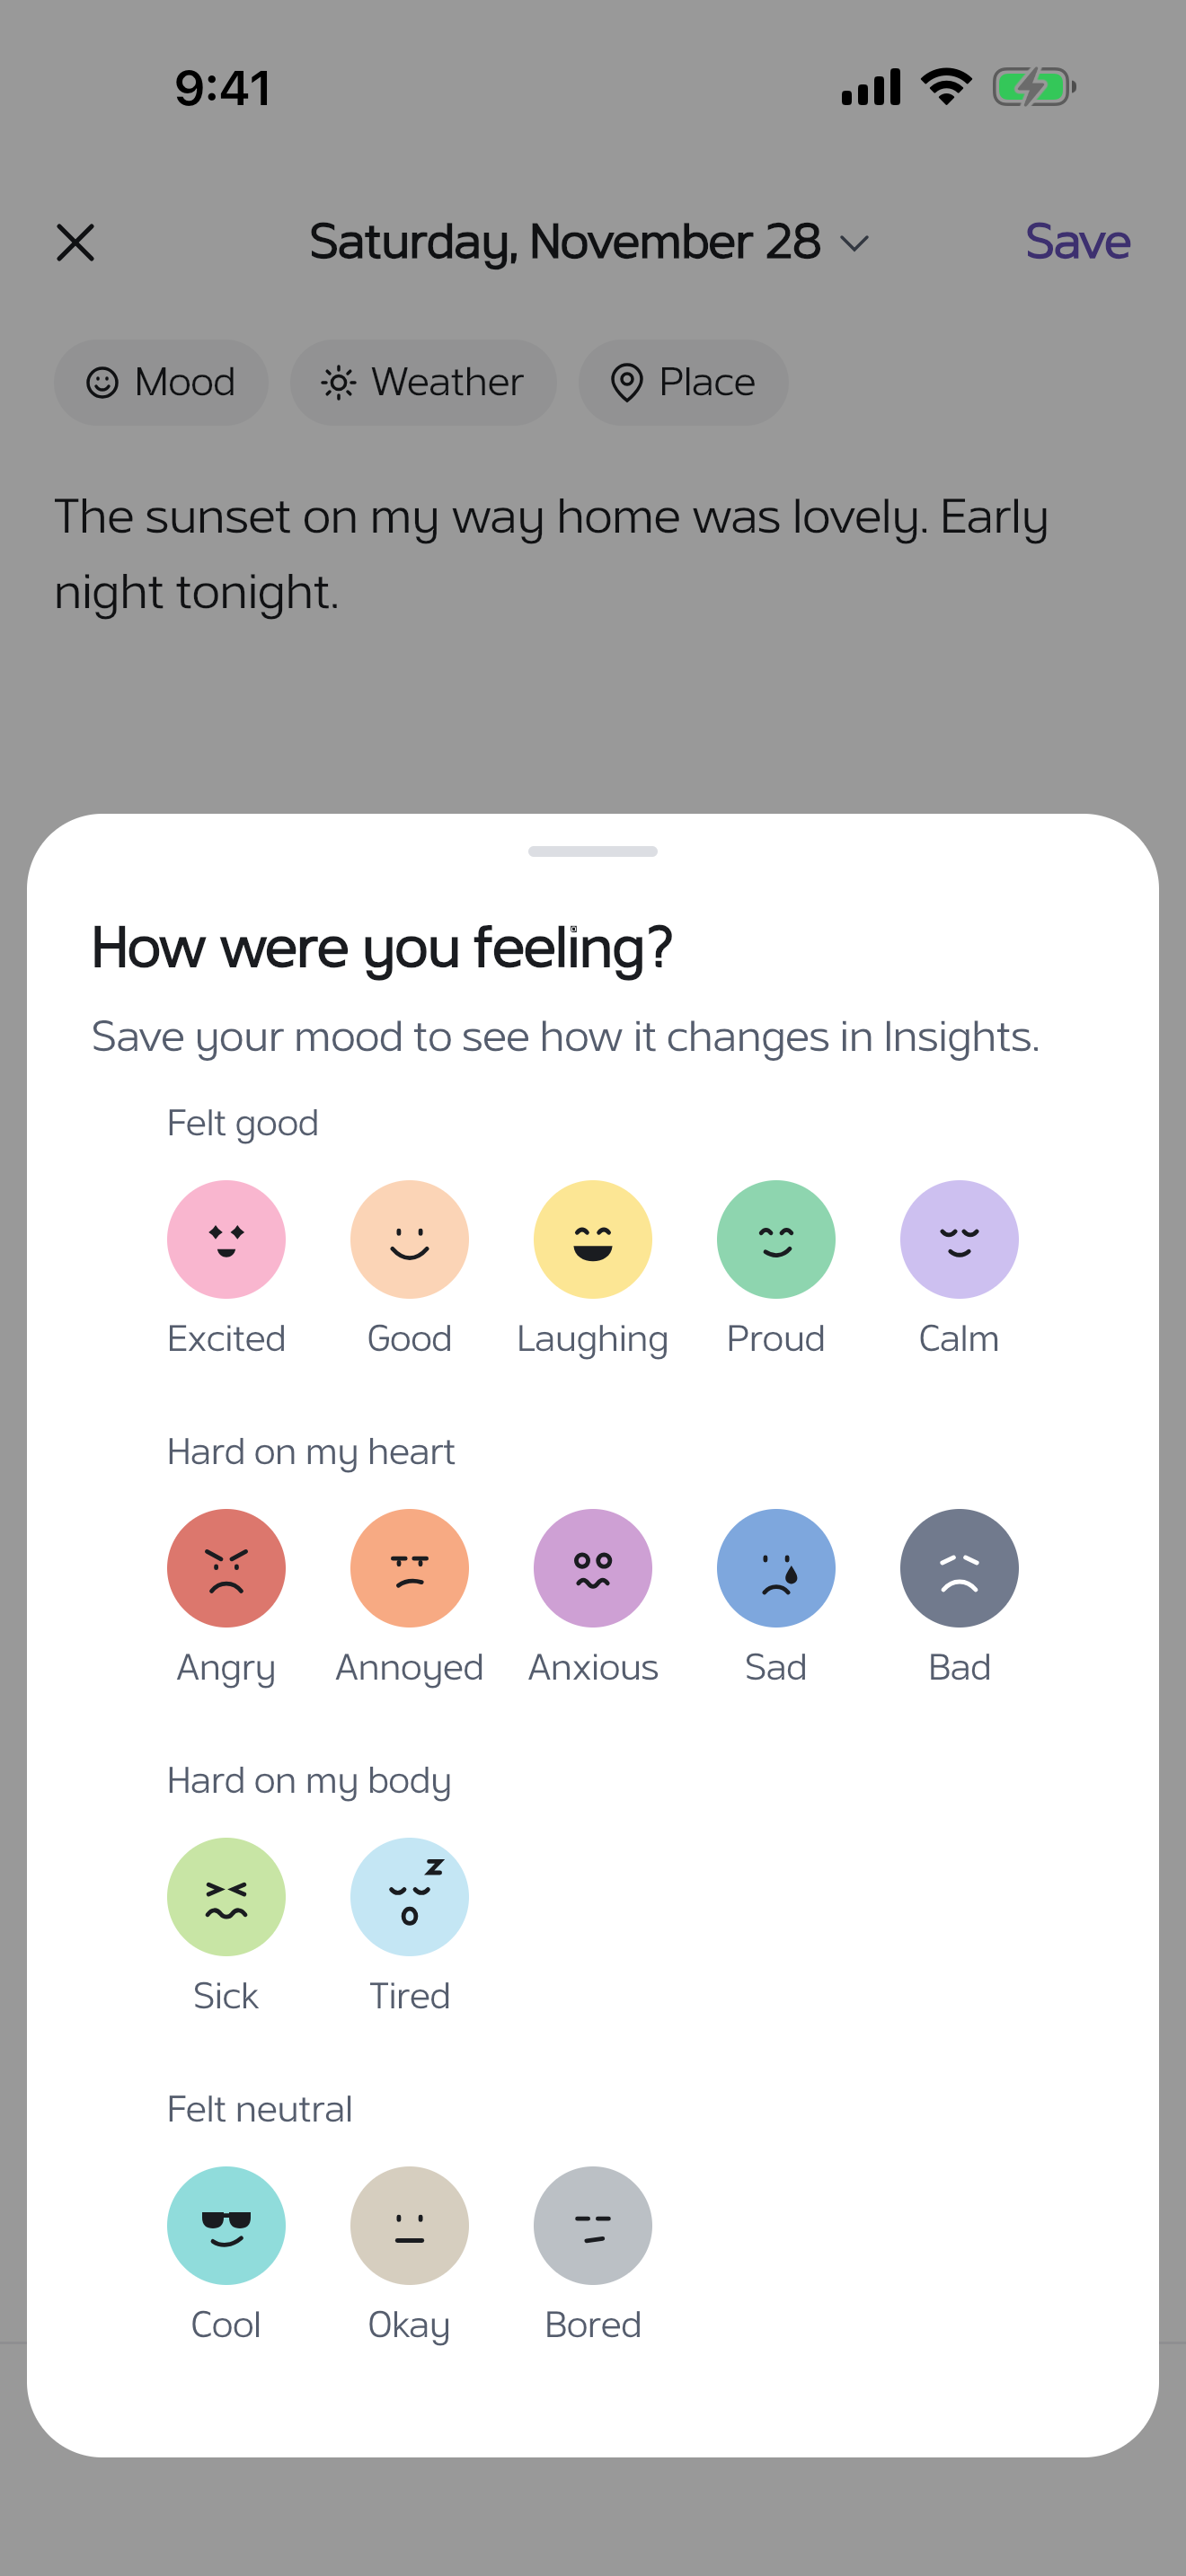 9:41
Saturday, November 28
Save
Mood
Weather
Place
The sunset on my way home was lovely. Early
night tonight.
How were you feeling?
Save your mood to see how it changes in Insights.
Felt good
Excited
Good
Laughing
Proud
Calm
Hard on my heart
Angry
Annoyed
Anxious
Sad
Bad
Hard on my body
z
Sick
Tired
Felt neutral
Cool
Okay
Bored